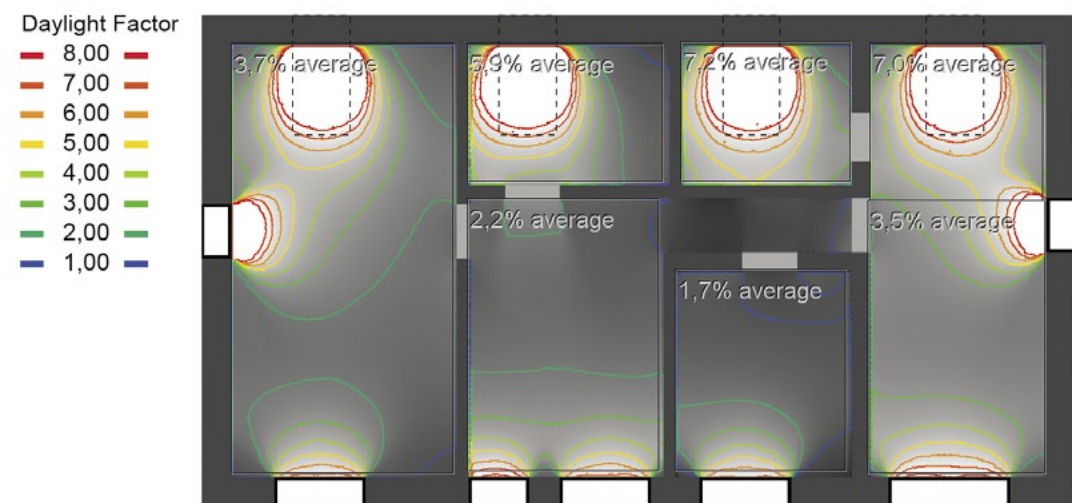 Daylight Factor
8,00
7,00
6,00
5,00
4,00
3,00
2,00
1,00
3,7% average
5,9% average
7,2% average
7,0% average
2,2% average
3,5% average
1,7% average